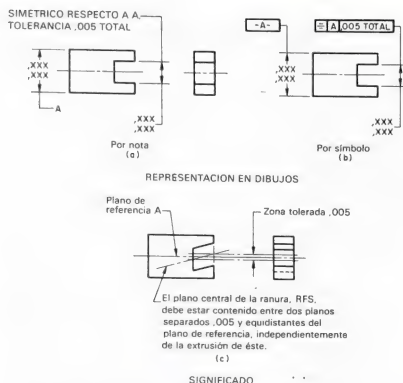 SIMETRICO RESPECTO A A.
TOLERANCIA ,005 TOTAL
,XXX
,XXX
A
,XXX
,XXX
Por nota
(a)
-A-
A ,005 TOTAL
,XXX
,XXX
,XXX
,XXX
Por símbolo
(b)
REPRESENTACION EN DIBUJOS
Plano de
referencia A
Zona tolerada ,005
El plano central de la ranura, RFS,
debe estar contenido entre dos planos
separados ,005 y equidistantes del
plano de referencia, independientemente
de la extrusión de éste.
(c)
SIGNIFICADO